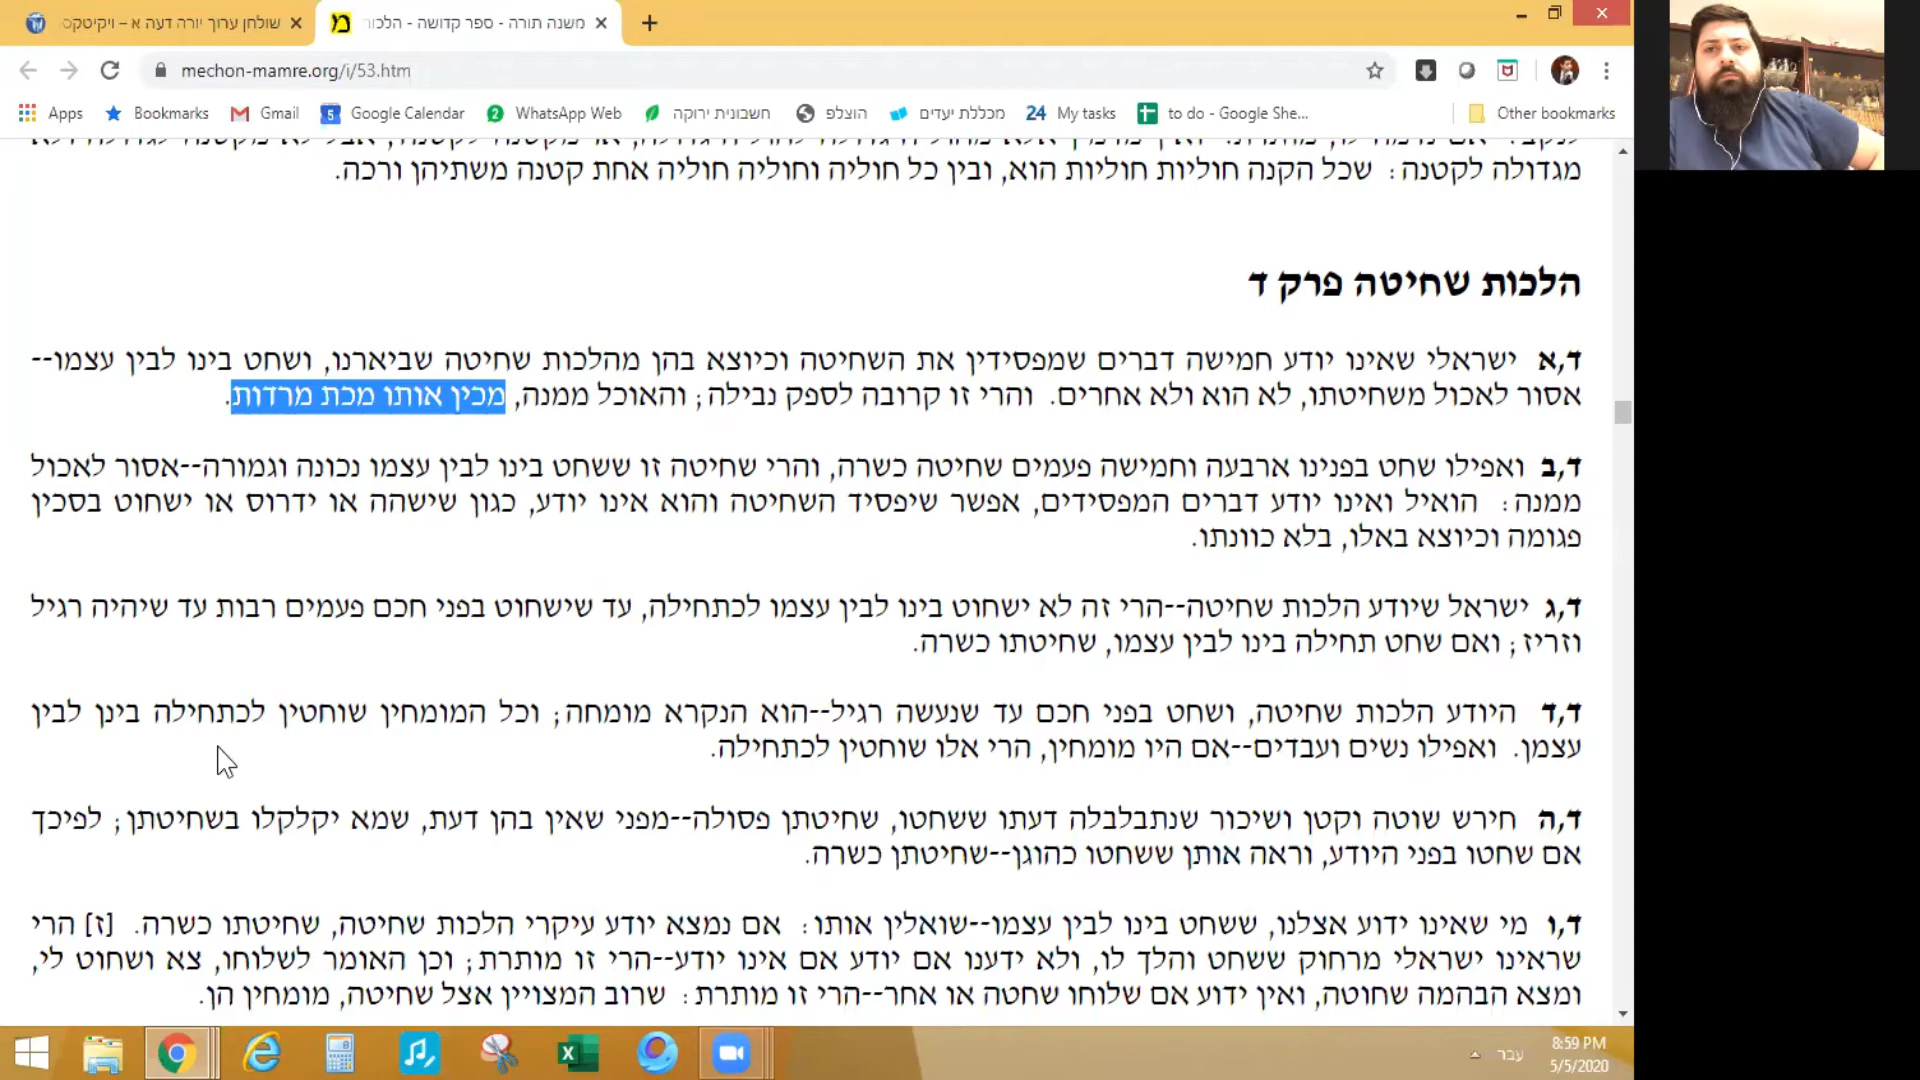 שולחן ערוך יורה דעה א – ויקיטקס
משנה תורה - ספר קדושה - הלכות
mechon-mamre.org/i/53.htm
Apps
Bookmarks
Gmail
Google Calendar
WhatsApp Web
חשבונית ירוקה
הוצלפ
מכללת יעדים
24 My tasks
to do - Google She...
Other bookmarks
מגדולה לקטנה: שכל הקנה חוליות חוליות הוא, ובין כל חוליה וחוליה חוליה אחת קטנה משתיהן ורכה.
הלכות שחיטה פרק ד
ד,א ישראלי שאינו יודע חמישה דברים שמפסידין את השחיטה וכיוצא בהן מהלכות שחיטה שביארנו, ושחט בינו לבין עצמו--
אסור לאכול משחיטתו, לא הוא ולא אחרים. והרי זו קרובה לספק נבילה; והאוכל ממנה, מכין אותו מכת מרדות.
ד,ב ואפילו שחט בפנינו ארבעה וחמישה פעמים שחיטה כשרה, והרי שחיטה זו ששחט בינו לבין עצמו נכונה וגמורה--אסור לאכול
ממנה: הואיל ואינו יודע דברים המפסידים, אפשר שיפסיד השחיטה והוא אינו יודע, כגון שישהה או ידרוס או ישחוט בסכין
פגומה וכיוצא באלו, בלא כוונתו.
ד,ג ישראל שיודע הלכות שחיטה--הרי זה לא ישחוט בינו לבין עצמו לכתחילה, עד שישחוט בפני חכם פעמים רבות עד שיהיה רגיל
וזריז; ואם שחט תחילה בינו לבין עצמו, שחיטתו כשרה.
ד,ד היודע הלכות שחיטה, ושחט בפני חכם עד שנעשה רגיל--הוא הנקרא מומחה; וכל המומחין שוחטין לכתחילה בינן לבין
עצמן. ואפילו נשים ועבדים--אם היו מומחין, הרי אלו שוחטין לכתחילה.
ד,ה חירש שוטה וקטן ושיכור שנתבלבלה דעתו ששחטו, שחיטתן פסולה--מפני שאין בהן דעת, שמא יקלקלו בשחיטתן; לפיכך
אם שחטו בפני היודע, וראה אותן ששחטו כהוגן--שחיטתן כשרה.
ד,ו מי שאינו ידוע אצלנו, ששחט בינו לבין עצמו--שואלין אותו: אם נמצא יודע עיקרי הלכות שחיטה, שחיטתו כשרה. [ז] הרי
שראינו ישראלי מרחוק ששחט והלך לו, ולא ידענו אם יודע אם אינו יודע--הרי זו מותרת; וכן האומר לשלוחו, צא ושחוט לי,
ומצא הבהמה שחוטה, ואין ידוע אם שלוחו שחטה או אחר--הרי זו מותרת: שרוב המצויין אצל שחיטה, מומחין הן.
עבר
8:59 PM
5/5/2020